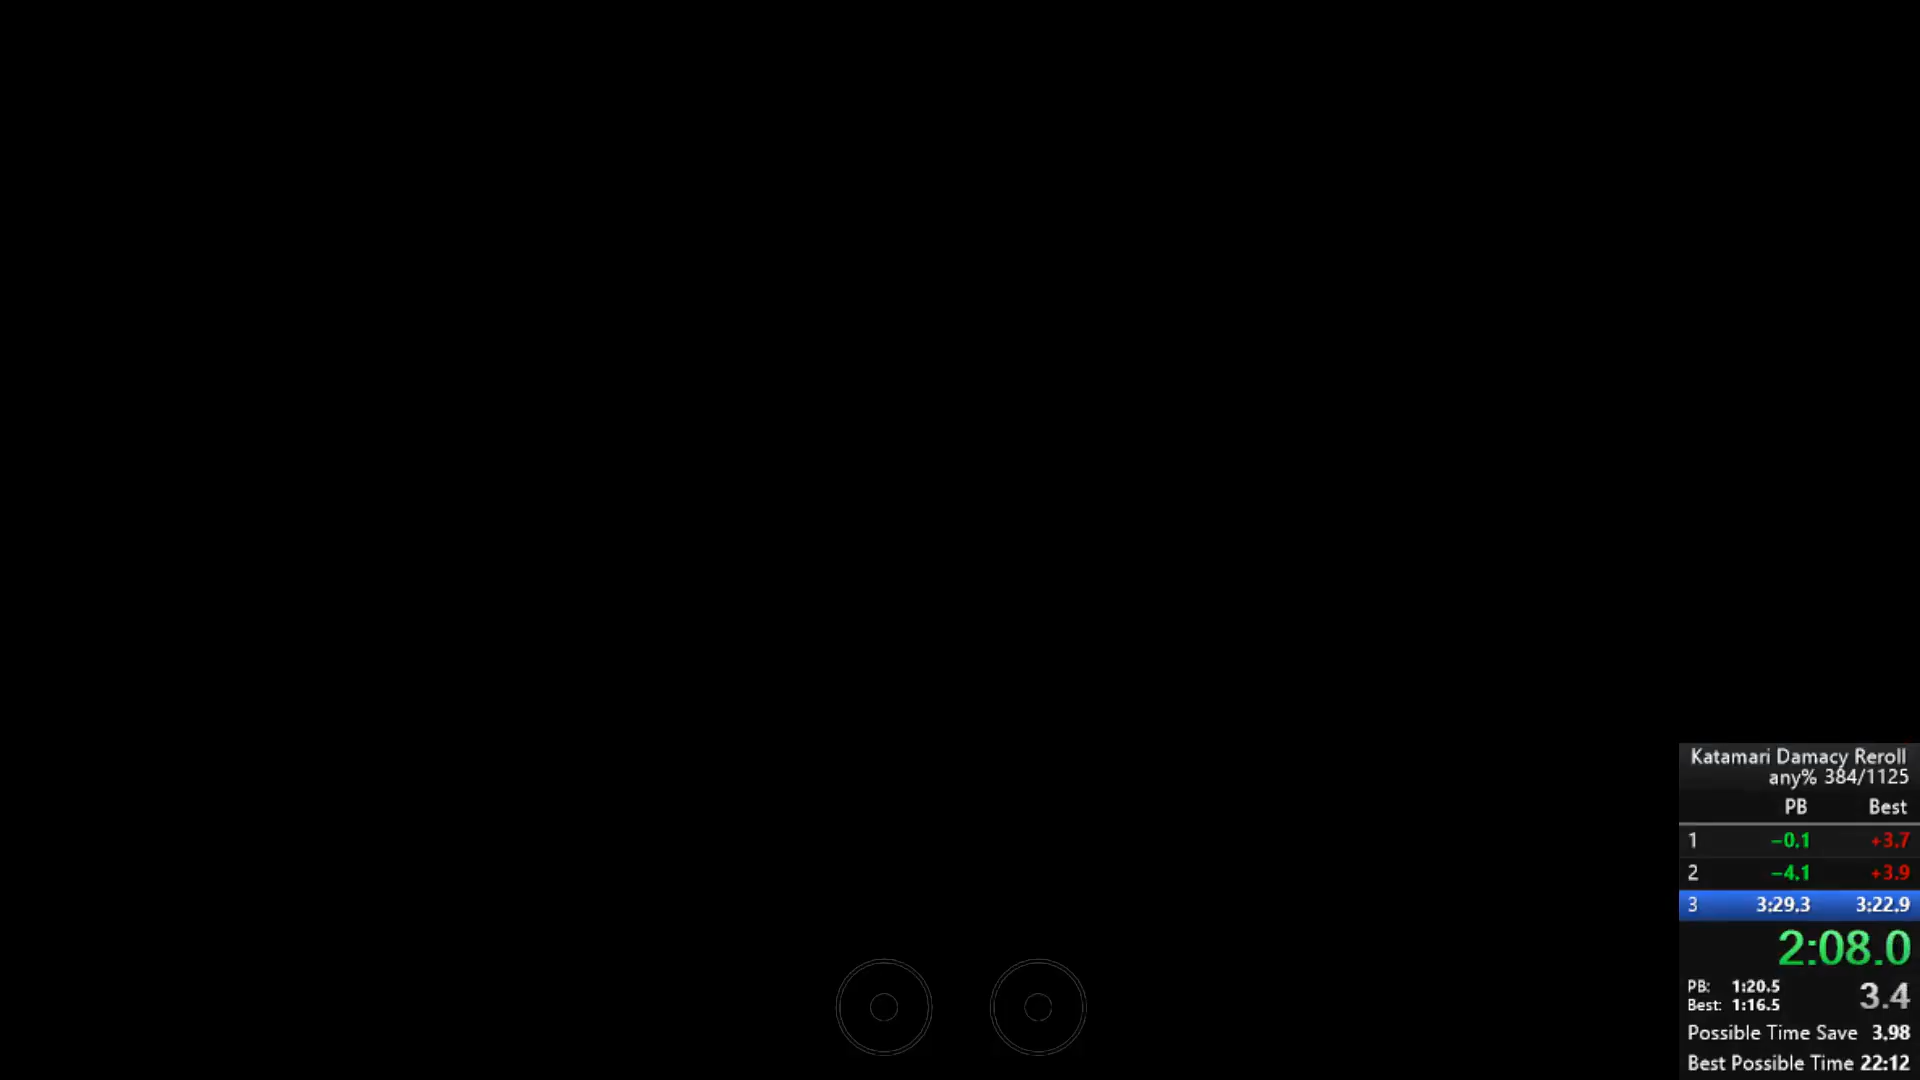 Katamari Damacy Reroll
any% 384/1125
PB Best
1 −0.1 +3.7
2 −4.1 +3.9
3 3:29.3 3:22.9
2:08.0
PB: 1:20.5 3.4
Best: 1:16.5
Possible Time Save 3.98
Best Possible Time 22:12